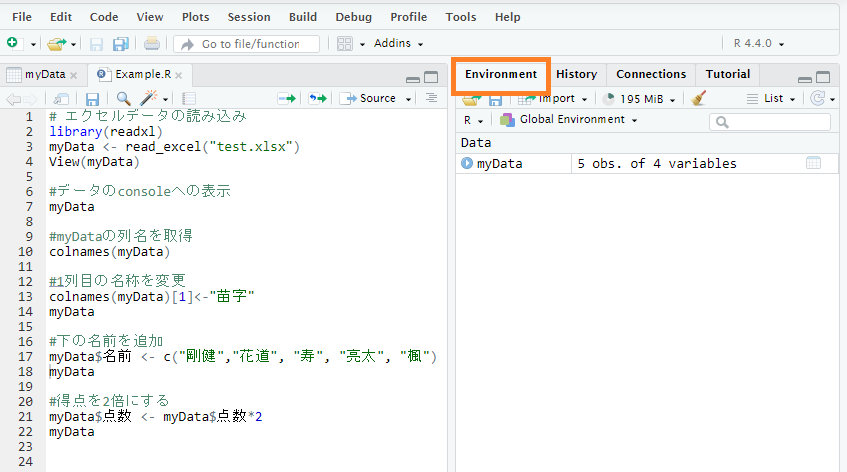 File Edit Code View Plots Session Build Debug Profile Tools Help
Go to file/function Addins R 4.4.0
myData Example.R
Source
1 # エクセルデータの読み込み
2 library(readxl)
3 myData <- read_excel("test.xlsx")
4 View(myData)
5
6 #データのconsoleへの表示
7 myData
8
9 #myDataの列名を取得
10 colnames(myData)
11
12 #1列目の名称を変更
13 colnames(myData)[1]<-"苗字"
14 myData
15
16 #下の名前を追加
17 myData$名前 <- c("剛健","花道", "寿", "亮太", "楓")
18 myData
19
20 #得点を2倍にする
21 myData$点数 <- myData$点数*2
22 myData
23
24
Environment History Connections Tutorial
Import 195 MiB List
R Global Environment
Data
myData 5 obs. of 4 variables